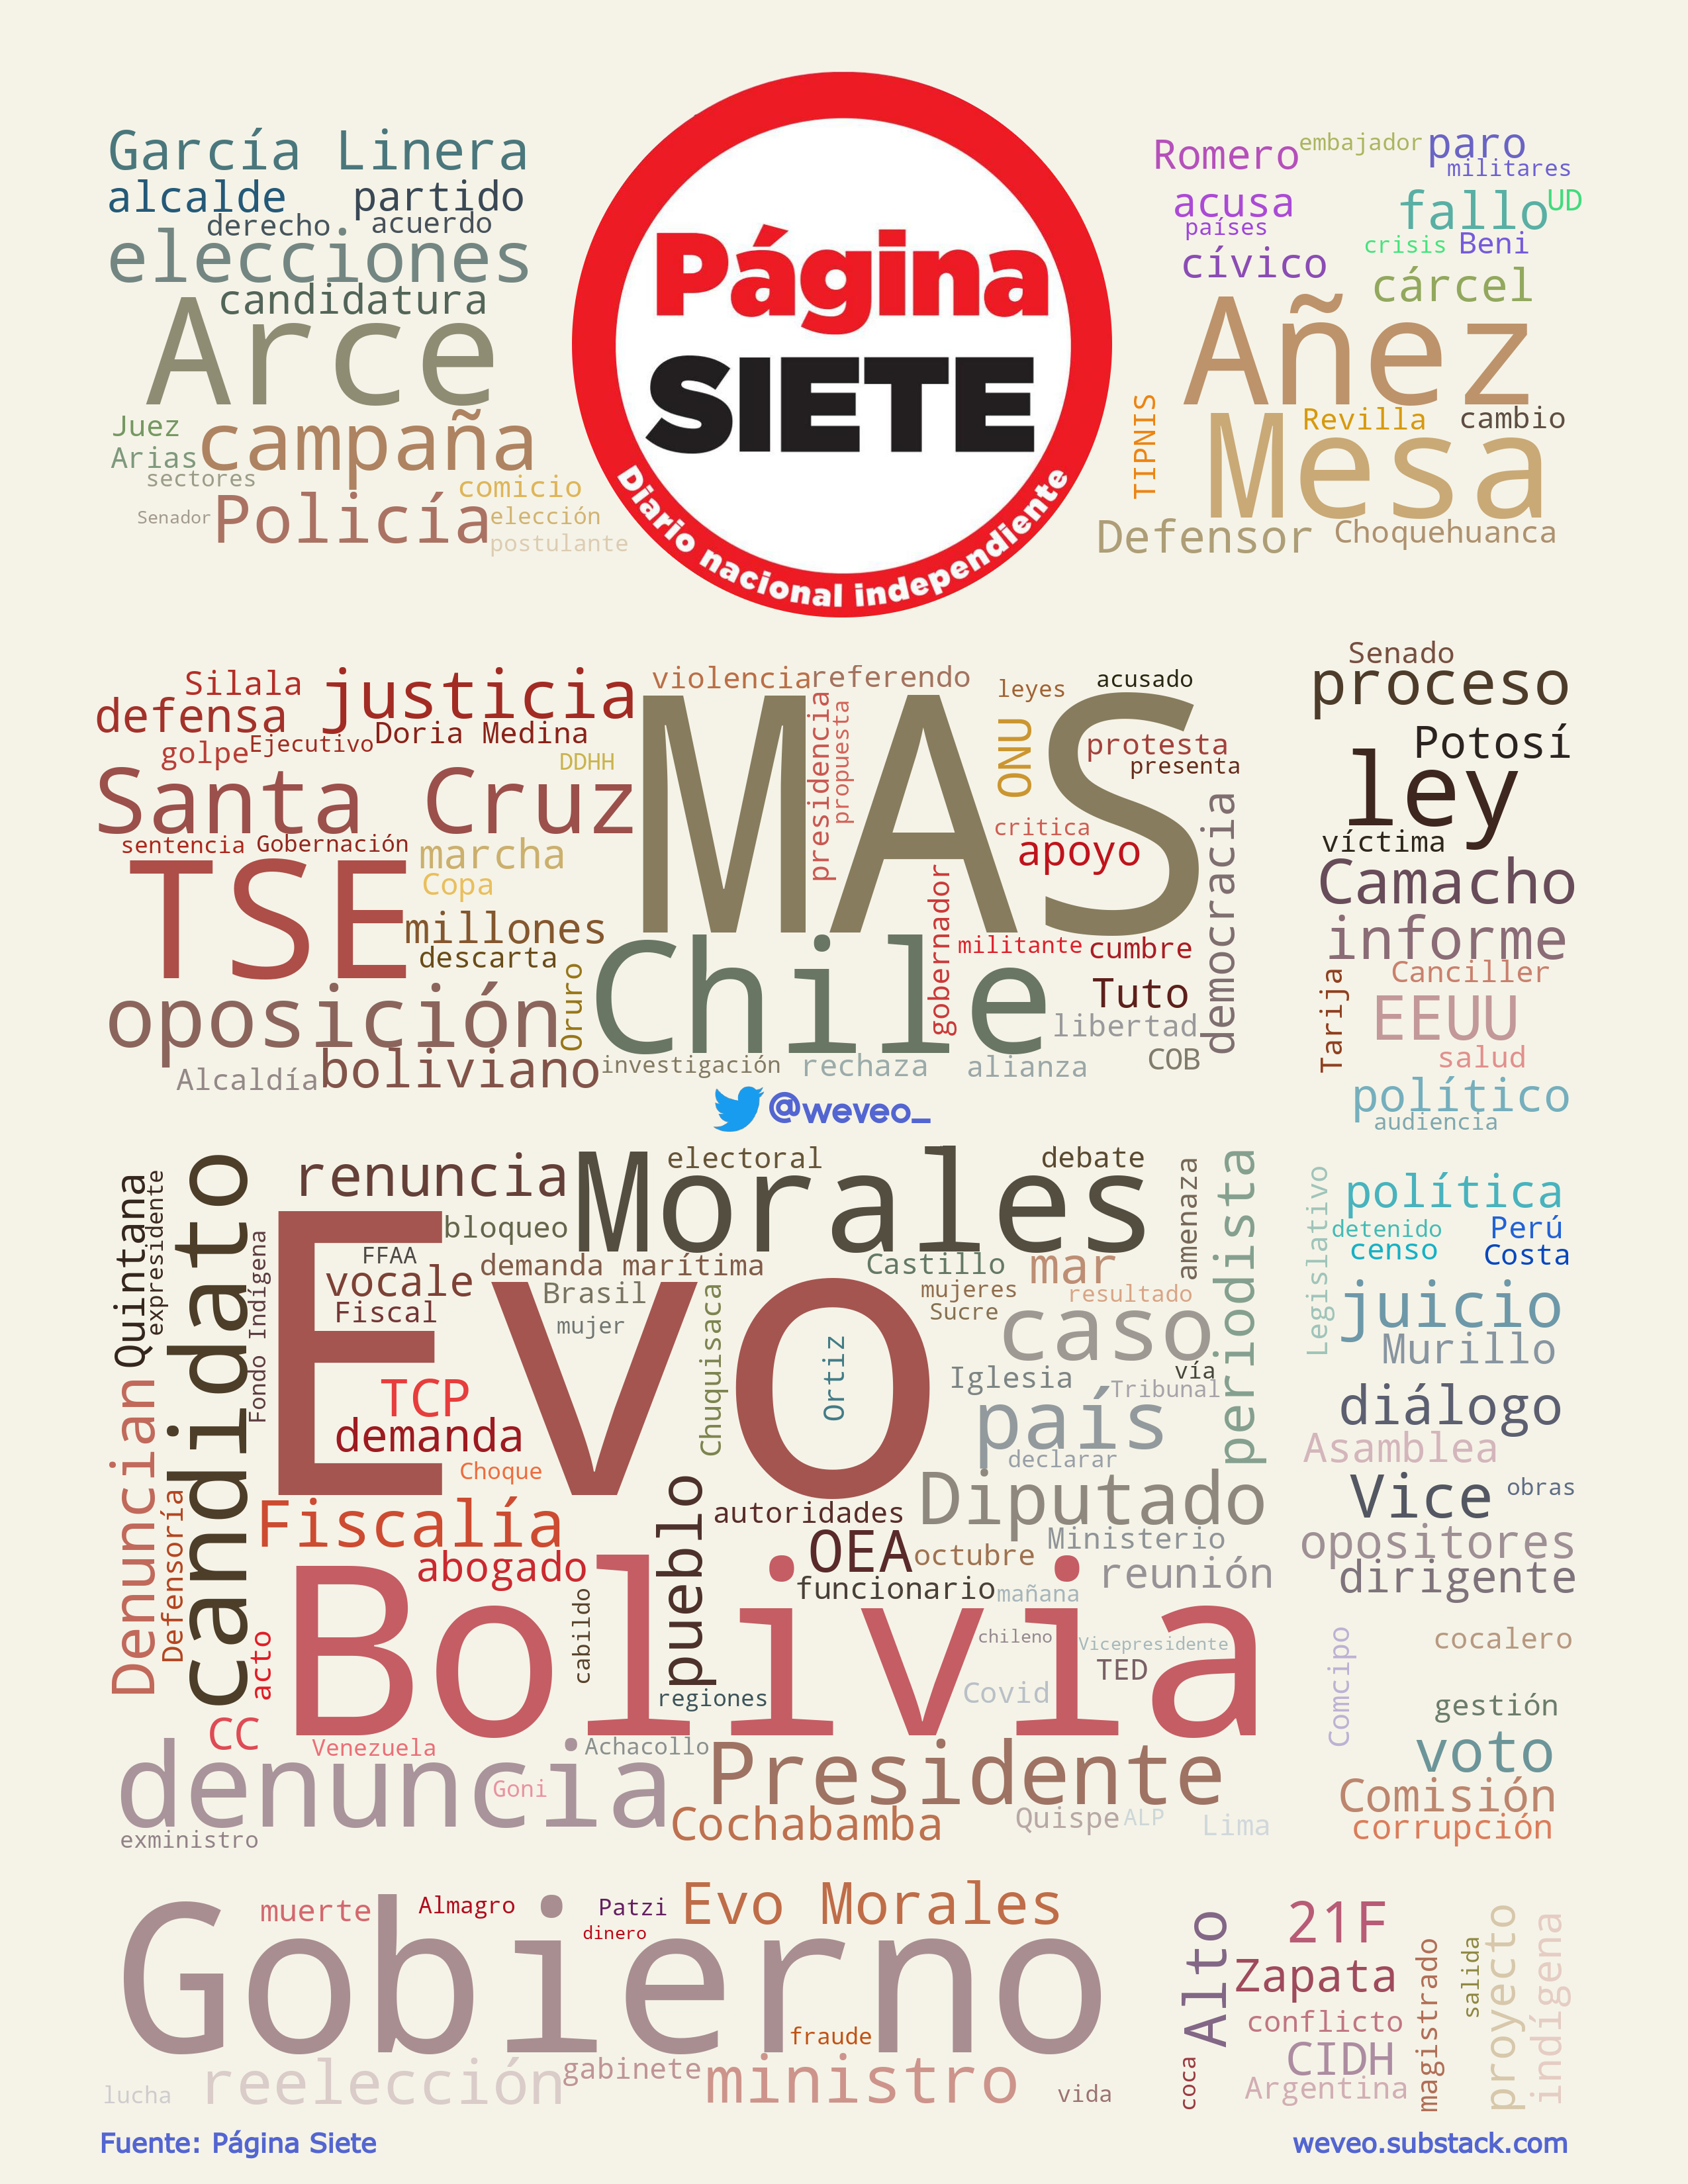 García Linera
alcalde
partido
derecho
acuerdo
elecciones
candidatura
Arce
Juez
Arias
campaña
sectores
Senador
Policía
comicio
elección
postulante
Página
SIETE
Diario nacional independiente
Romero
embajador
paro
militares
acusa
países
fallo
UD
cívico
crisis
Beni
cárcel
Añez
TIPNIS
Revilla
cambio
Mesa
Defensor
Choquehuanca
Silala
justicia
defensa
golpe
Ejecutivo
Doria Medina
DDHH
Santa Cruz
sentencia
Gobernación
marcha
Copa
TSE
millones
descarta
oposición
Oruro
Alcaldía
boliviano
violencia
referendo
presidencia
propuesta
leyes
acusado
ONU
protesta
presenta
MAS
critica
apoyo
democracia
gobernador
militante
cumbre
Chile
Tuto
libertad
investigación
rechaza
alianza
COB
Senado
proceso
Potosí
ley
víctima
Camacho
informe
Canciller
Tarija
EEUU
salud
político
audiencia
@weveo_
Quintana
expresidente
candidato
Fondo Indígena
renuncia
Morales
electoral
debate
amenaza
periodista
bloqueo
FFAA
vocale
Fiscal
demanda marítima
Brasil
mujer
Castillo
mar
mujeres
resultado
Sucre
Evo
Chuquisaca
Ortiz
caso
Iglesia
vía
Tribunal
TCP
demanda
Choque
país
declarar
Denuncian
Defensoría
Fiscalía
pueblo
autoridades
Diputado
OEA
octubre
Ministerio
abogado
funcionario
mañana
reunión
Bolivia
acto
cabildo
chileno
Vicepresidente
TED
Covid
regiones
CC
Venezuela
Achacollo
denuncia
Goni
Presidente
exministro
Cochabamba
Quispe
ALP
Lima
Legislativo
política
detenido
Perú
censo
Costa
juicio
Murillo
diálogo
Asamblea
Vice
obras
opositores
dirigente
Comcipo
cocalero
gestión
voto
Comisión
corrupción
muerte
Almagro
Patzi
dinero
Evo Morales
Gobierno
fraude
lucha
reelección
gabinete
ministro
vida
Alto
21F
Zapata
conflicto
CIDH
Argentina
coca
magistrado
salida
proyecto
indígena
Fuente: Página Siete
weveo.substack.com